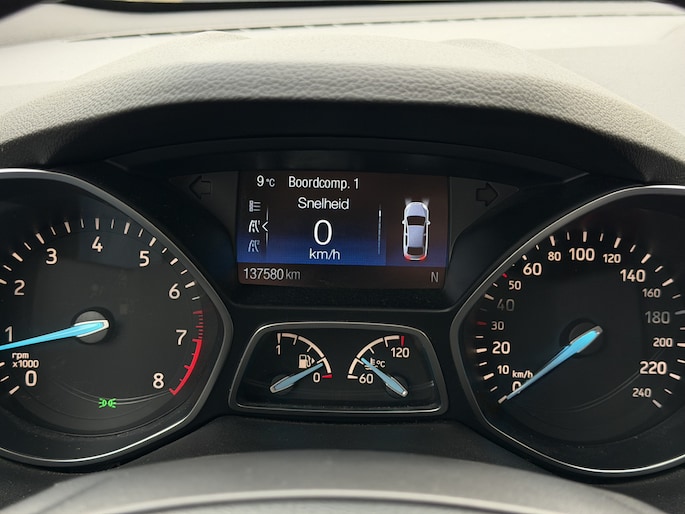 9 °C Boordcomp. 1
Snelheid
0
km/h
137580 km N
0 1 2 3 4 5 6 7 8
rpm
x1000
1 0
60 120
°C
0 10 20 30 40 50 60 80 100 120 140 160 180 200 220 240
km/h